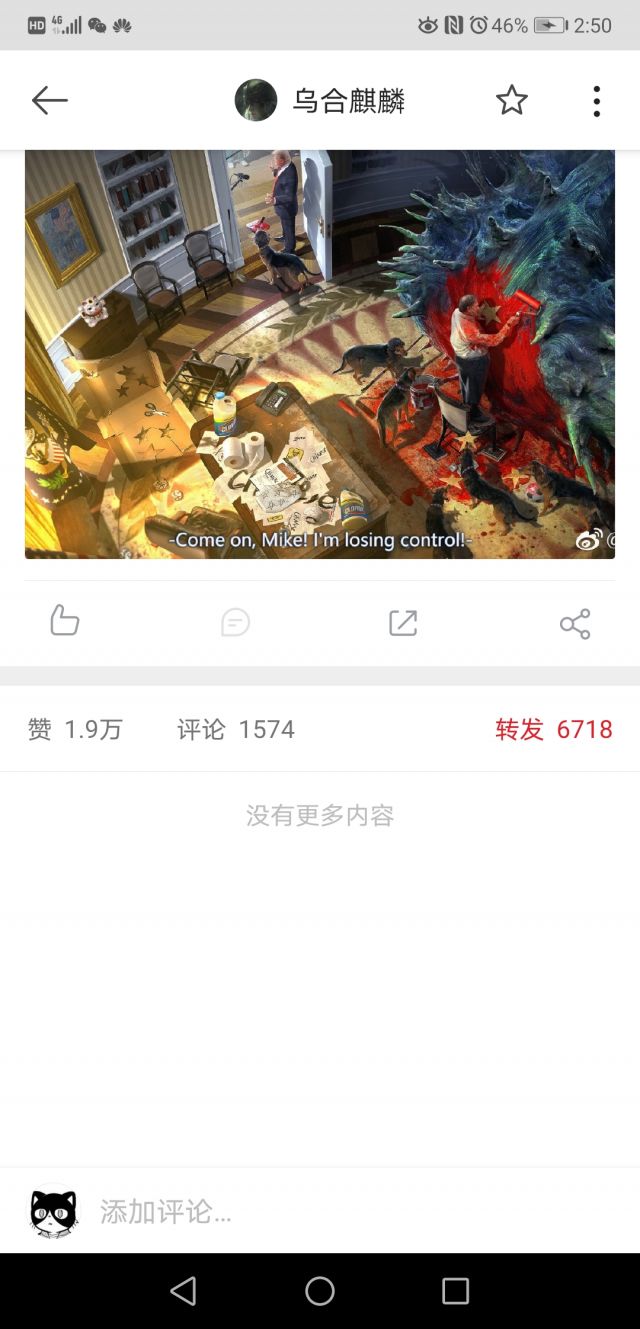 HD 4G 46% 2:50
乌合麒麟
-Come on, Mike! I'm losing control!-
赞 1.9万 评论 1574 转发 6718
没有更多内容
添加评论...